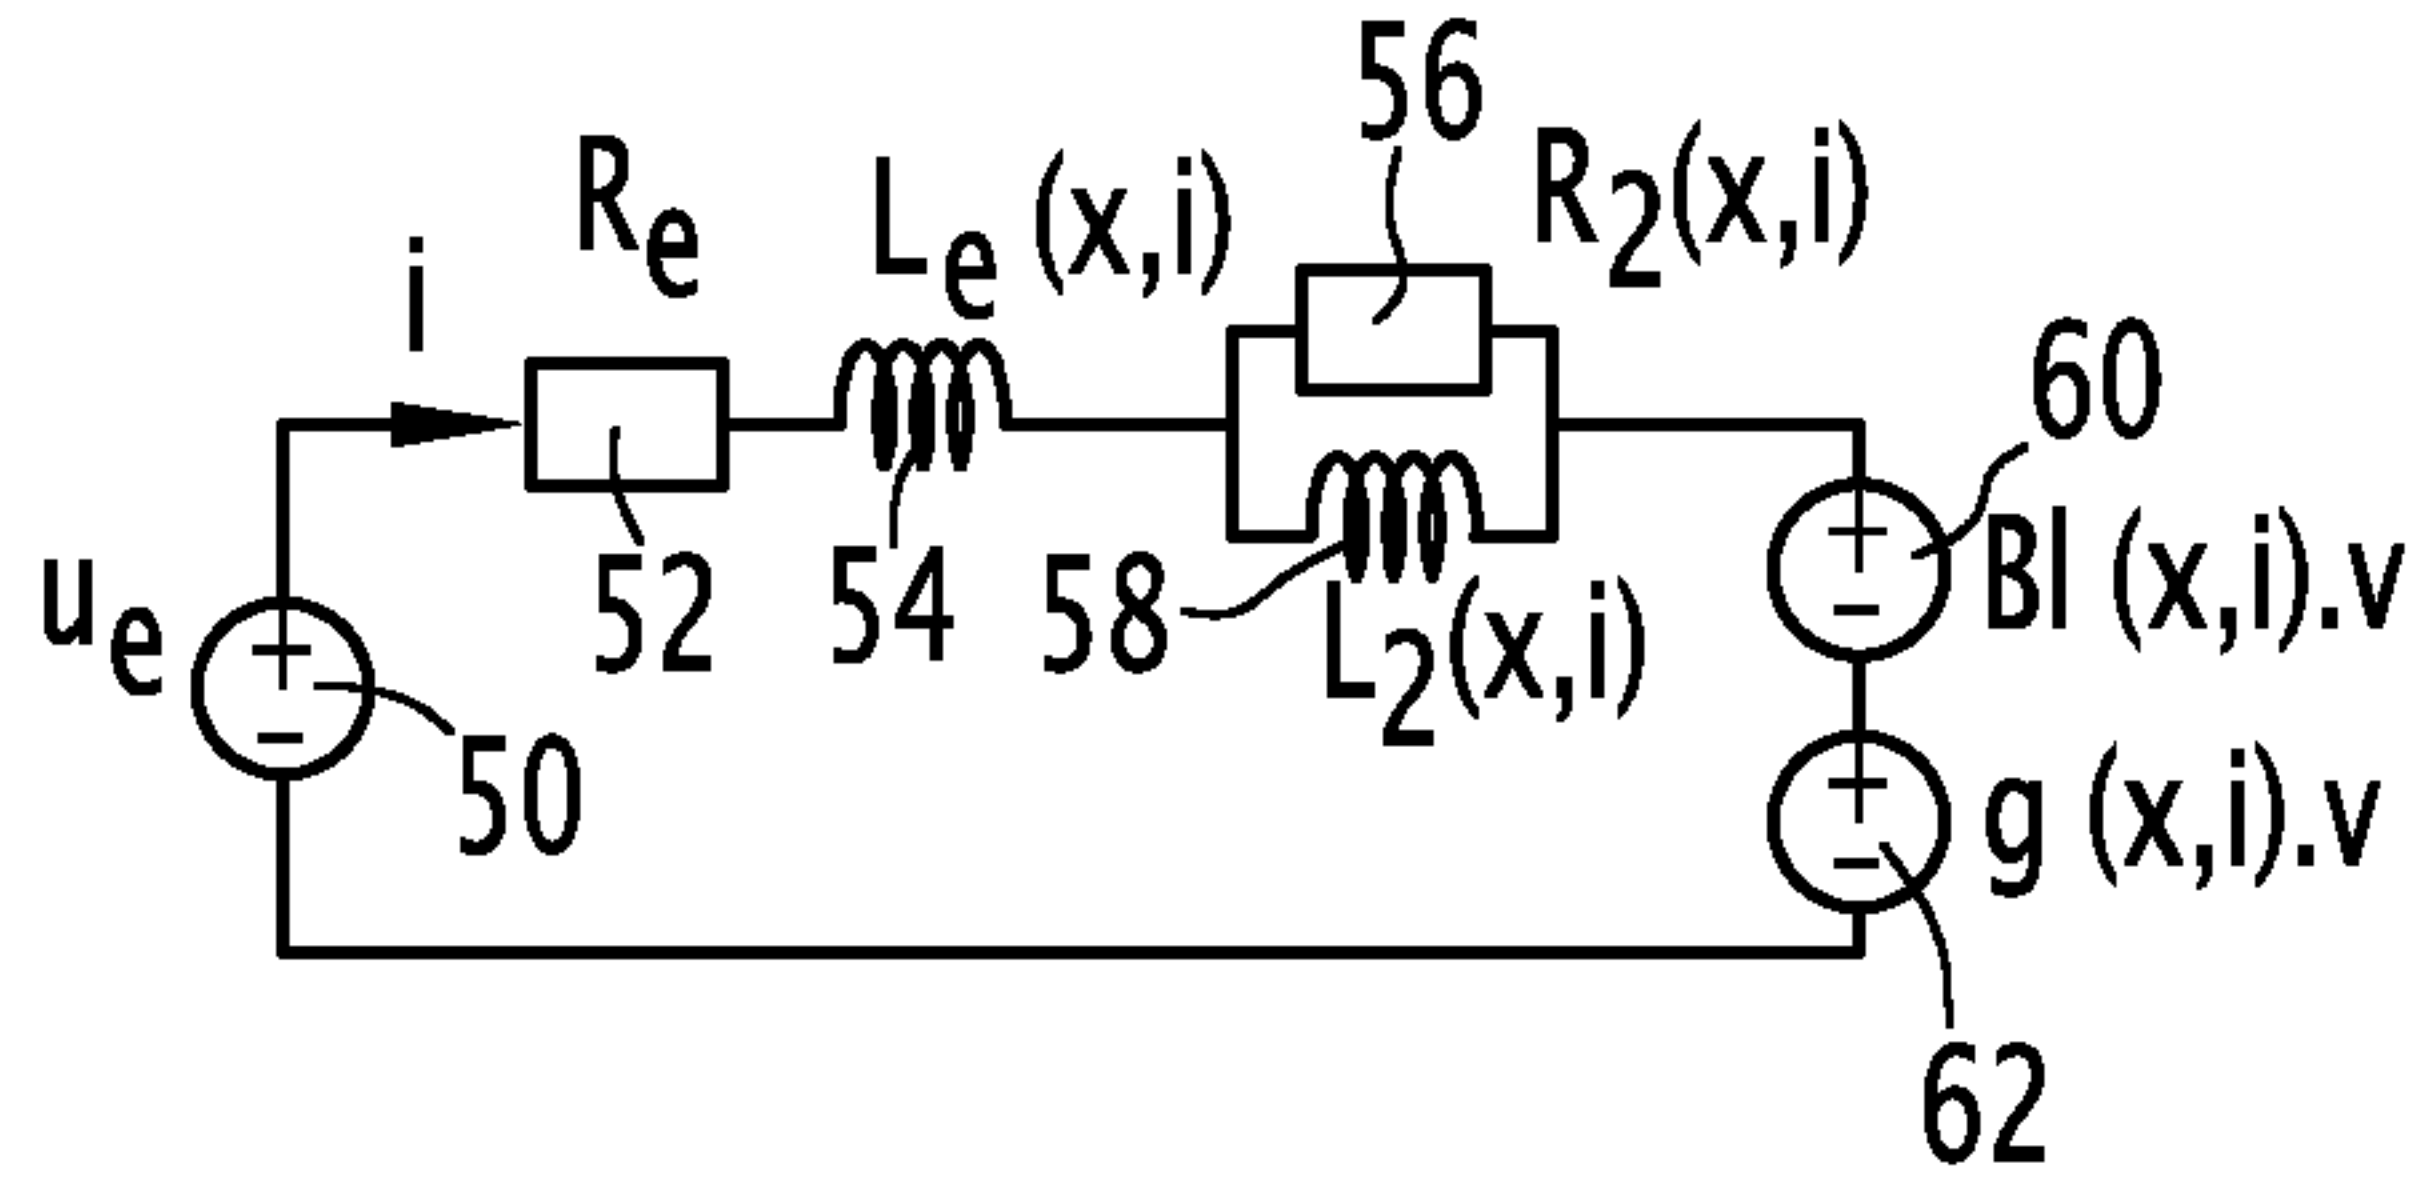 56
R2(x,i)
Re
Le (x,i)
i
60
ue
52
54
58
L2(x,i)
Bl (x,i).v
50
g (x,i).v
62